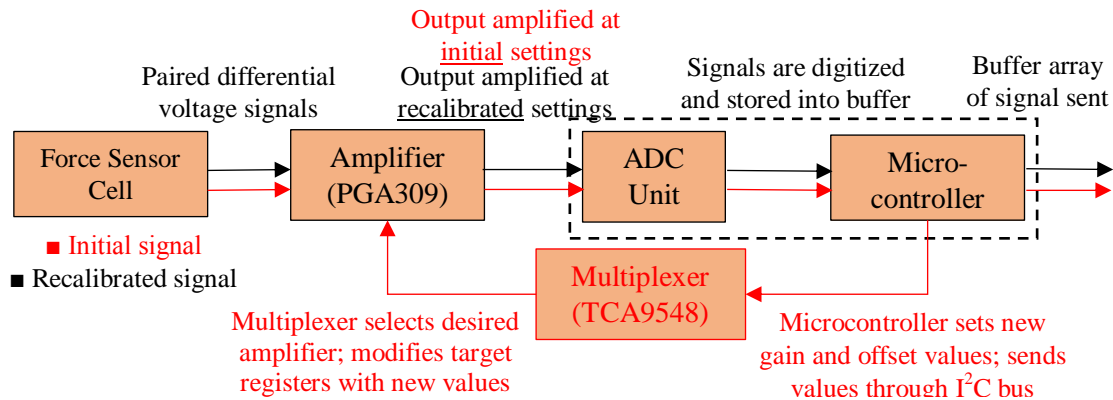 Output amplified at
initial settings
Paired differential
voltage signals
Output amplified at
recalibrated settings
Signals are digitized
and stored into buffer
Buffer array
of signal sent
Force Sensor
Cell
Amplifier
(PGA309)
ADC
Unit
Micro-
controller
■ Initial signal
■ Recalibrated signal
Multiplexer
(TCA9548)
Multiplexer selects desired
amplifier; modifies target
registers with new values
Microcontroller sets new
gain and offset values; sends
values through I²C bus